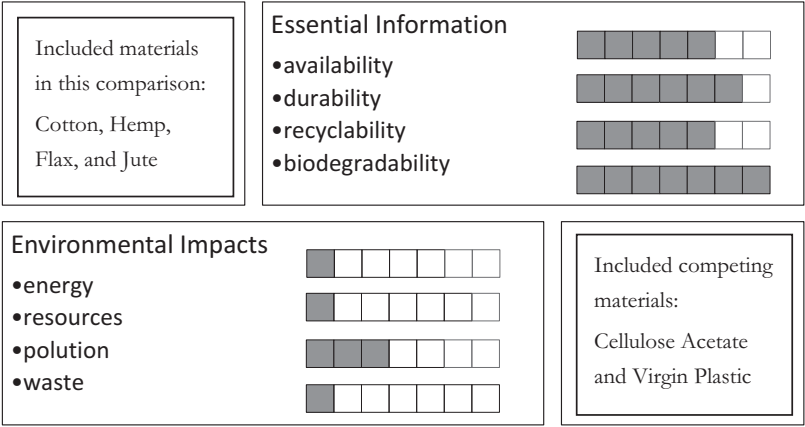 Included materials
in this comparison:
Cotton, Hemp,
Flax, and Jute
Essential Information
•availability
•durability
•recyclability
•biodegradability
Environmental Impacts
•energy
•resources
•polution
•waste
Included competing
materials:
Cellulose Acetate
and Virgin Plastic